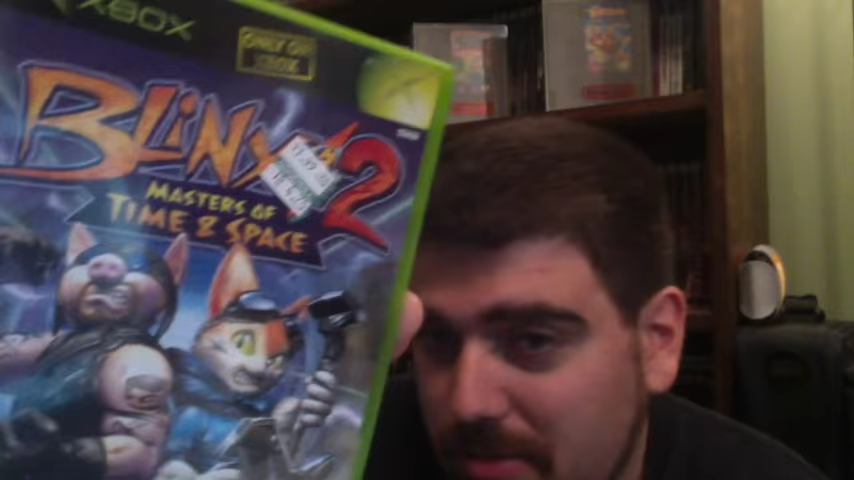 XBOX
ONLY ON
XBOX
BLiNX 2
MASTERS OF
TIME & SPACE